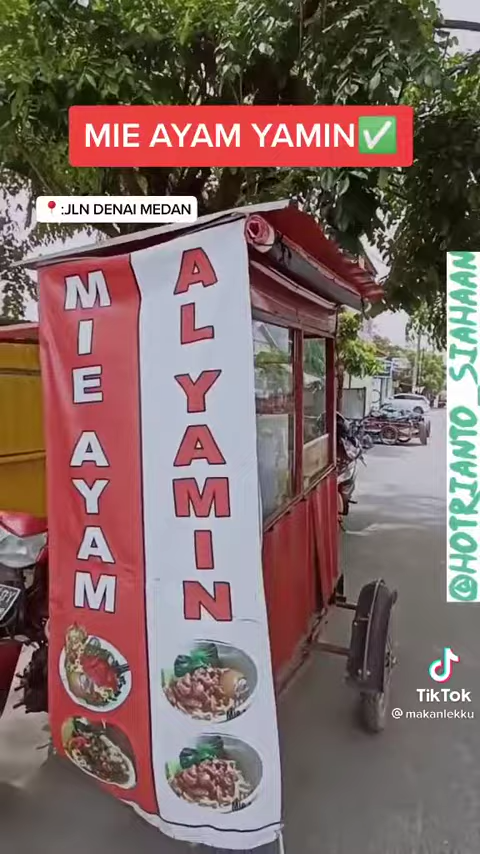 MIE AYAM YAMIN✅
📍:JLN DENAI MEDAN
MIE AYAM
AL YAMIN
@HOTRIANTO_SIAHAAN
TikTok
@makanlekku